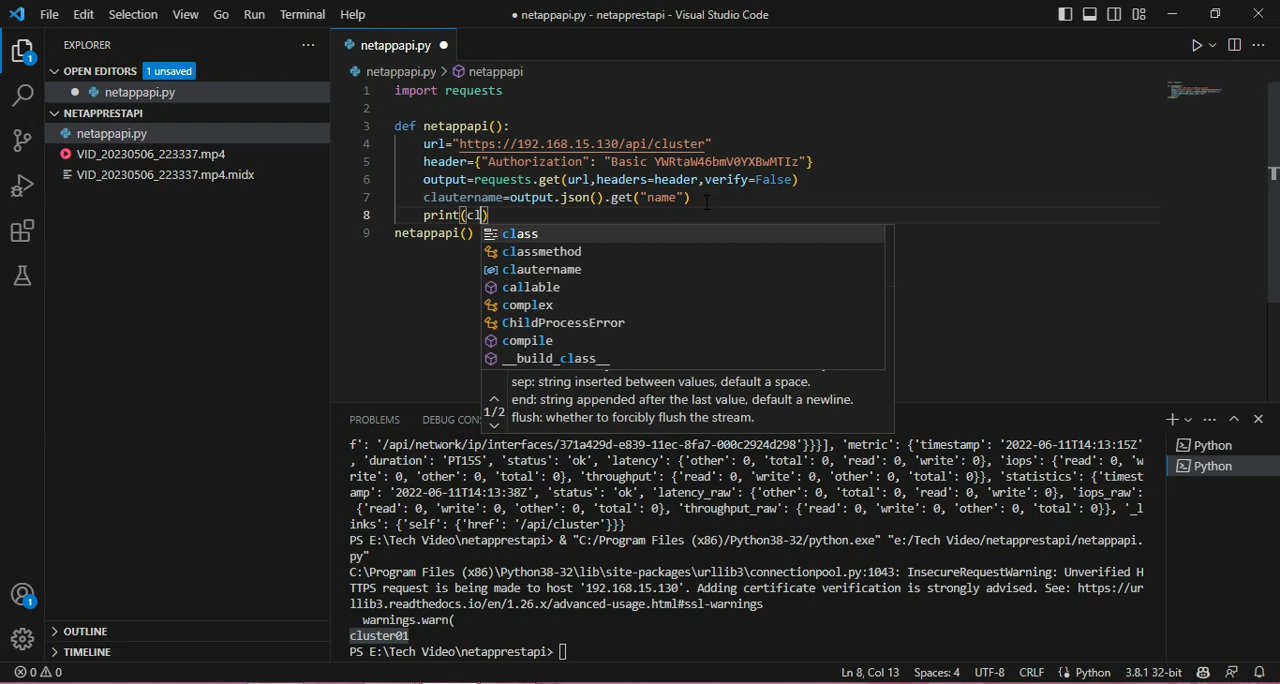 File Edit Selection View Go Run Terminal Help
● netappapi.py - netapprestapi - Visual Studio Code
EXPLORER
OPEN EDITORS 1 unsaved
netappapi.py
NETAPPRESTAPI
netappapi.py
VID_20230506_223337.mp4
VID_20230506_223337.mp4.midx
OUTLINE
TIMELINE
netappapi.py
netappapi.py > netappapi
1 import requests
2
3 def netappapi():
4 url="https://192.168.15.130/api/cluster"
5 header={"Authorization": "Basic YWRtaW46bmV0YXBwMTIz"}
6 output=requests.get(url,headers=header,verify=False)
7 clautername=output.json().get("name")
8 print(cl)
9 netappapi()
class
classmethod
clautername
callable
complex
ChildProcessError
compile
__build_class__
sep: string inserted between values, default a space.
1/2 end: string appended after the last value, default a newline.
flush: whether to forcibly flush the stream.
PROBLEMS DEBUG CON
Python
Python
f': '/api/network/ip/interfaces/371a429d-e839-11ec-8fa7-000c2924d298'}}}], 'metric': {'timestamp': '2022-06-11T14:13:15Z'
, 'duration': 'PT15S', 'status': 'ok', 'latency': {'other': 0, 'total': 0, 'read': 0, 'write': 0}, 'iops': {'read': 0, 'w
rite': 0, 'other': 0, 'total': 0}, 'throughput': {'read': 0, 'write': 0, 'other': 0, 'total': 0}}, 'statistics': {'timest
amp': '2022-06-11T14:13:38Z', 'status': 'ok', 'latency_raw': {'other': 0, 'total': 0, 'read': 0, 'write': 0}, 'iops_raw':
{'read': 0, 'write': 0, 'other': 0, 'total': 0}, 'throughput_raw': {'read': 0, 'write': 0, 'other': 0, 'total': 0}}, '_l
inks': {'self': {'href': '/api/cluster'}}}
PS E:\Tech Video\netapprestapi> & "C:/Program Files (x86)/Python38-32/python.exe" "e:/Tech Video/netapprestapi/netappapi.
py"
C:\Program Files (x86)\Python38-32\lib\site-packages\urllib3\connectionpool.py:1043: InsecureRequestWarning: Unverified H
TTPS request is being made to host '192.168.15.130'. Adding certificate verification is strongly advised. See: https://ur
llib3.readthedocs.io/en/1.26.x/advanced-usage.html#ssl-warnings
warnings.warn(
cluster01
PS E:\Tech Video\netapprestapi>
0 0 Ln 8, Col 13 Spaces: 4 UTF-8 CRLF Python 3.8.1 32-bit